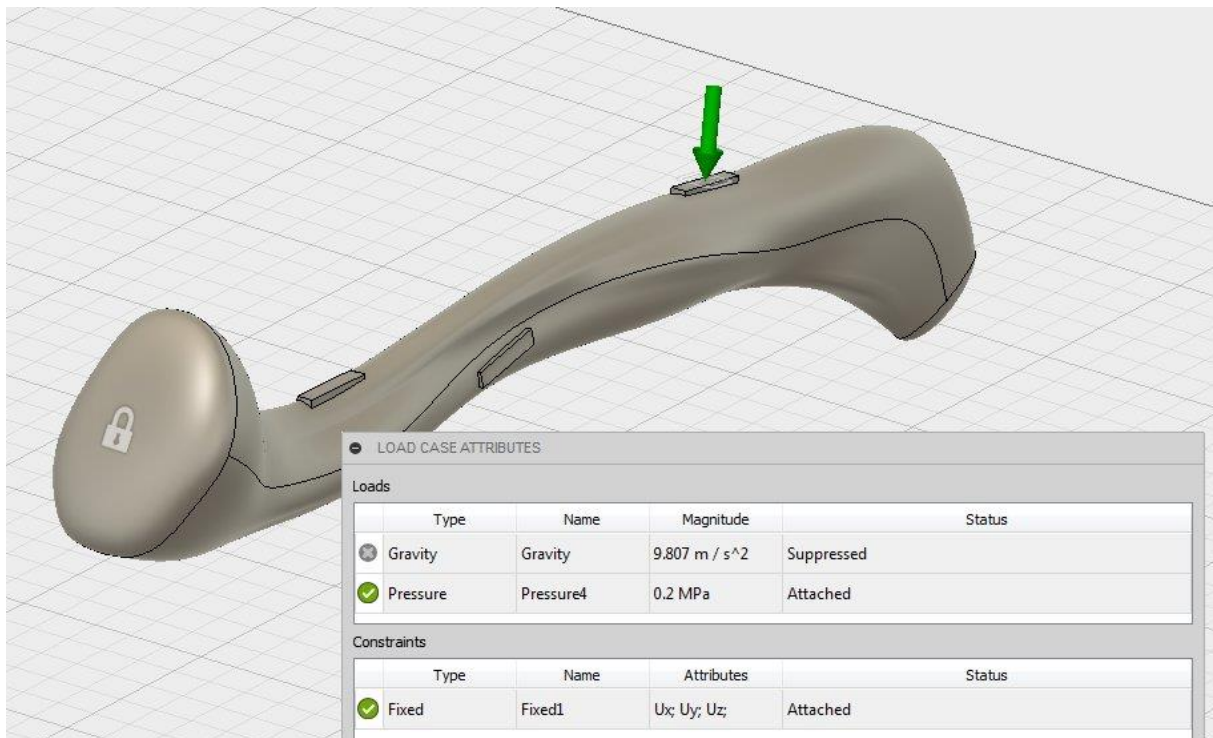 LOAD CASE ATTRIBUTES
Loads
Type Name Magnitude Status
Gravity Gravity 9.807 m / s^2 Suppressed
Pressure Pressure4 0.2 MPa Attached
Constraints
Type Name Attributes Status
Fixed Fixed1 Ux; Uy; Uz; Attached